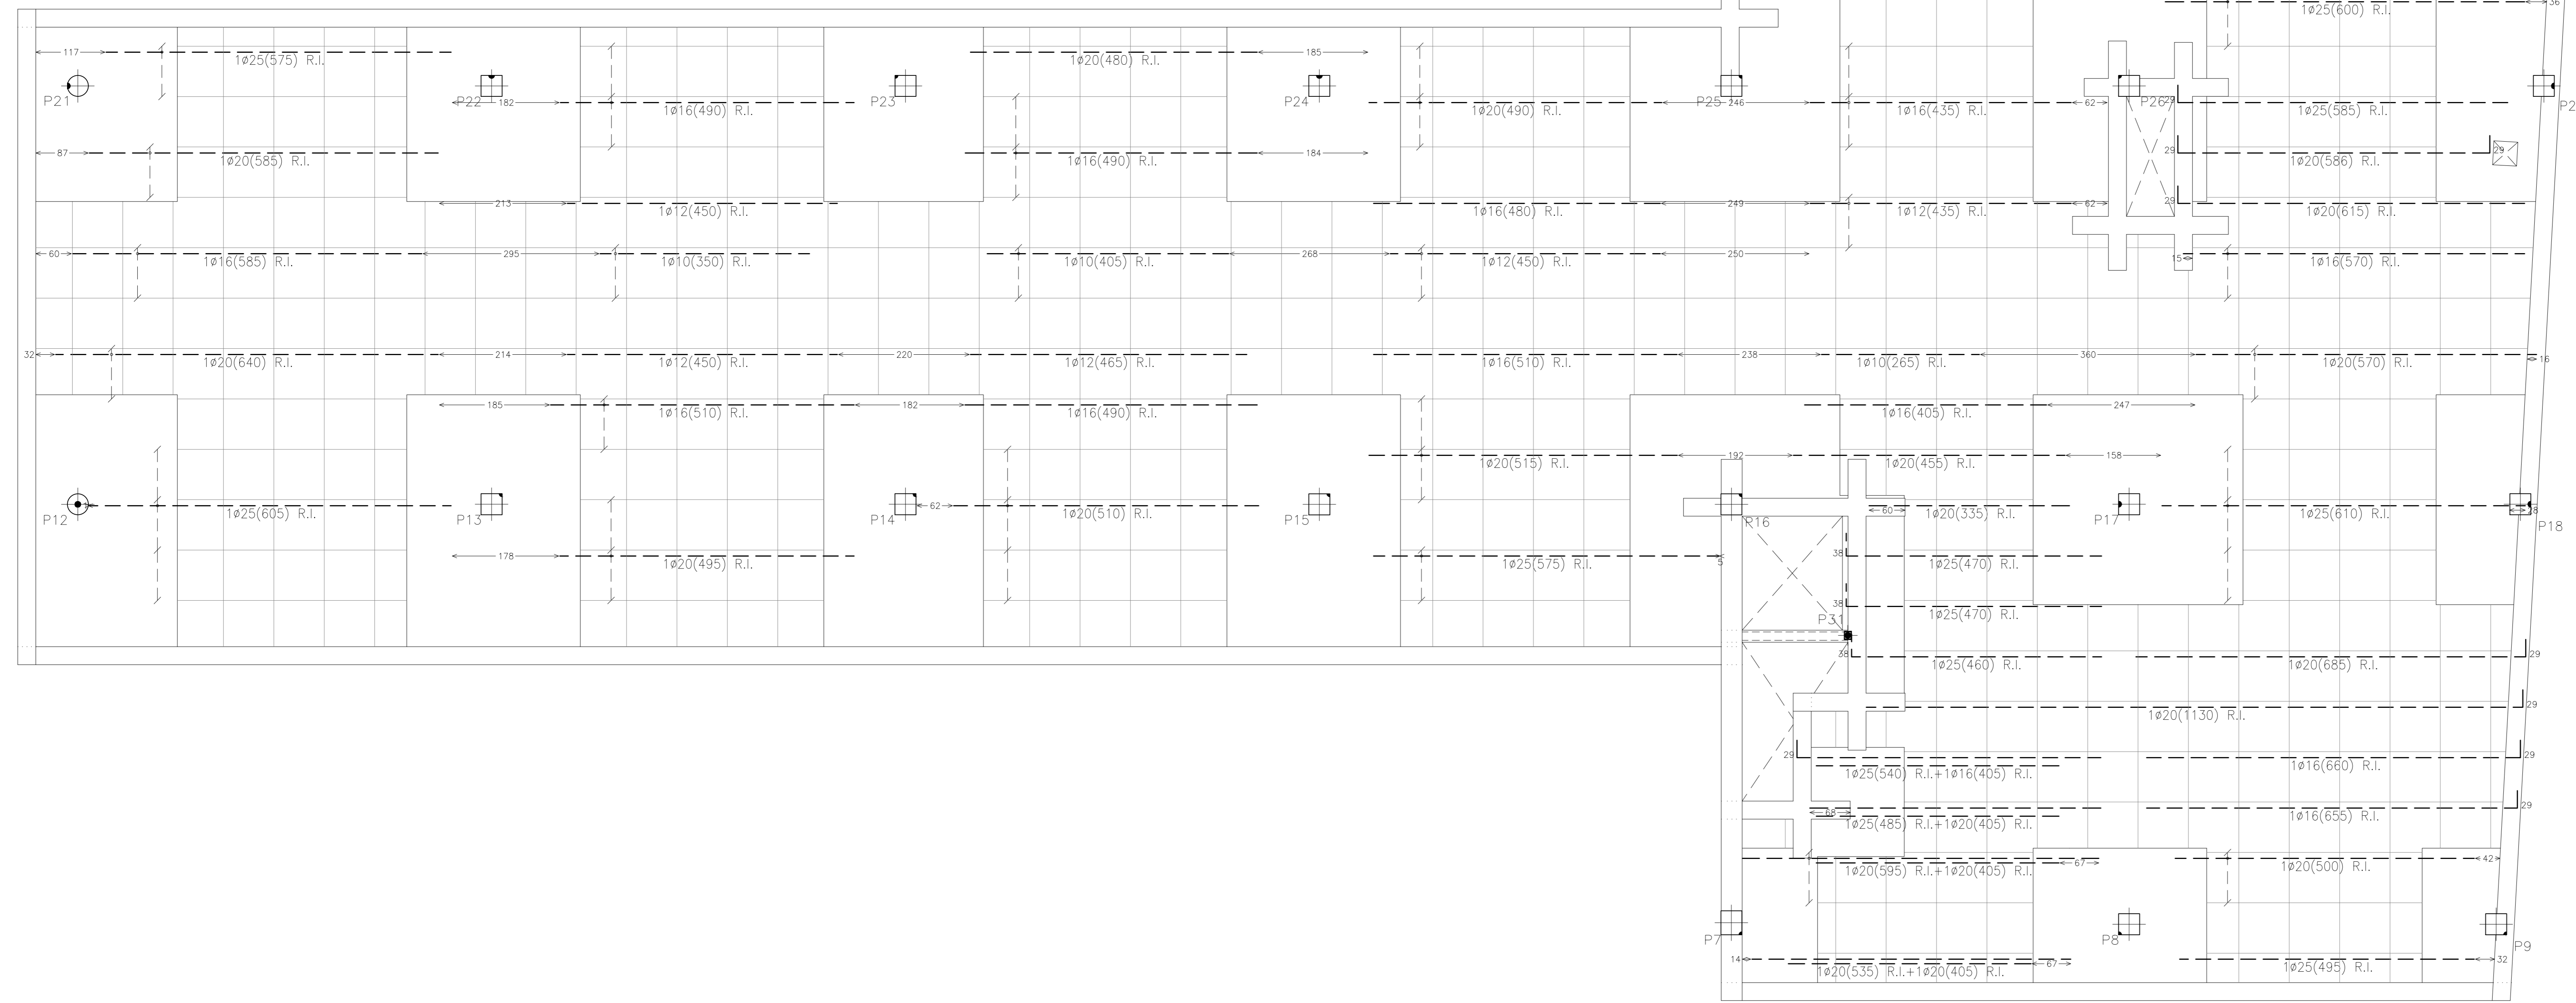 1ø25(600) R.I.
36
117
1ø25(575) R.I.
1ø20(480) R.I.
185
P21
P22
182
1ø16(490) R.I.
P23
P24
1ø20(490) R.I.
P25
246
1ø16(435) R.I.
62
P26
29
1ø25(585) R.I.
P2
87
1ø20(585) R.I.
1ø16(490) R.I.
184
29
1ø20(586) R.I.
29
213
1ø12(450) R.I.
1ø16(480) R.I.
249
1ø12(435) R.I.
62
29
1ø20(615) R.I.
60
1ø16(585) R.I.
295
1ø10(350) R.I.
1ø10(405) R.I.
268
1ø12(450) R.I.
250
15
1ø16(570) R.I.
32
1ø20(640) R.I.
214
1ø12(450) R.I.
220
1ø12(465) R.I.
1ø16(510) R.I.
238
1ø10(265) R.I.
360
1ø20(570) R.I.
16
185
1ø16(510) R.I.
182
1ø16(490) R.I.
1ø16(405) R.I.
247
1ø20(515) R.I.
192
1ø20(455) R.I.
158
P12
1ø25(605) R.I.
P13
P14
62
1ø20(510) R.I.
P15
P16
60
1ø20(335) R.I.
P17
1ø25(610) R.I.
28
P18
178
1ø20(495) R.I.
1ø25(575) R.I.
5
38
1ø25(470) R.I.
38
1ø25(470) R.I.
P31
38
1ø25(460) R.I.
1ø20(685) R.I.
29
1ø20(1130) R.I.
29
29
1ø25(540) R.I.+1ø16(405) R.I.
1ø16(660) R.I.
29
68
1ø25(485) R.I.+1ø20(405) R.I.
1ø16(655) R.I.
29
1ø20(595) R.I.+1ø20(405) R.I.
67
1ø20(500) R.I.
42
P7
P8
P9
14
1ø20(535) R.I.+1ø20(405) R.I.
67
1ø25(495) R.I.
32